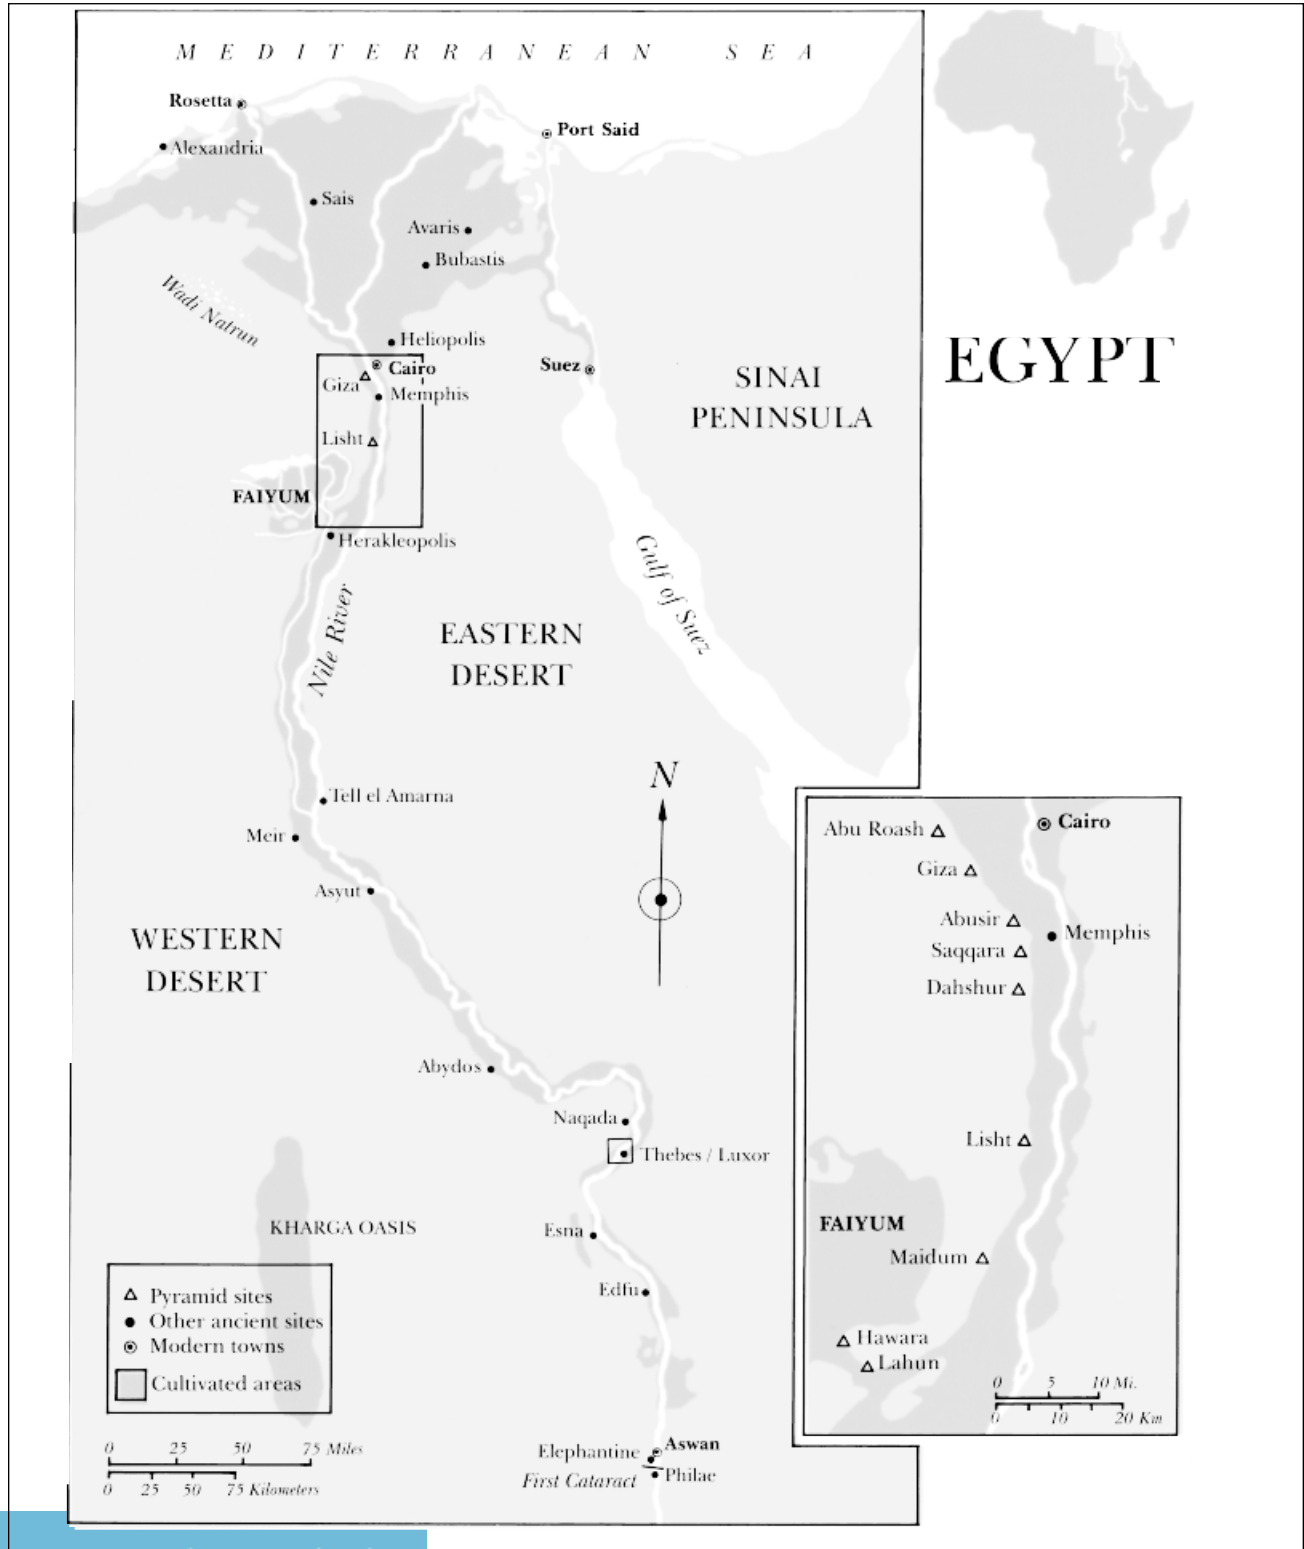 MEDITERRANEAN SEA
Rosetta
Port Said
Alexandria
Sais
Avaris
Bubastis
Wadi Natrun
Heliopolis
Cairo
Giza
Memphis
Suez
SINAI
PENINSULA
EGYPT
Lisht
FAIYUM
Herakleopolis
Gulf of Suez
Nile River
EASTERN
DESERT
N
Tell el Amarna
Meir
Asyut
WESTERN
DESERT
Abydos
Naqada
Thebes / Luxor
KHARGA OASIS
Esna
Edfu
Elephantine
Aswan
First Cataract
Philae
Pyramid sites
Other ancient sites
Modern towns
Cultivated areas
0 25 50 75 Miles
0 25 50 75 Kilometers
Abu Roash
Cairo
Giza
Abusir
Memphis
Saqqara
Dahshur
Lisht
FAIYUM
Maidum
Hawara
Lahun
0 5 10 Mi.
0 10 20 Km